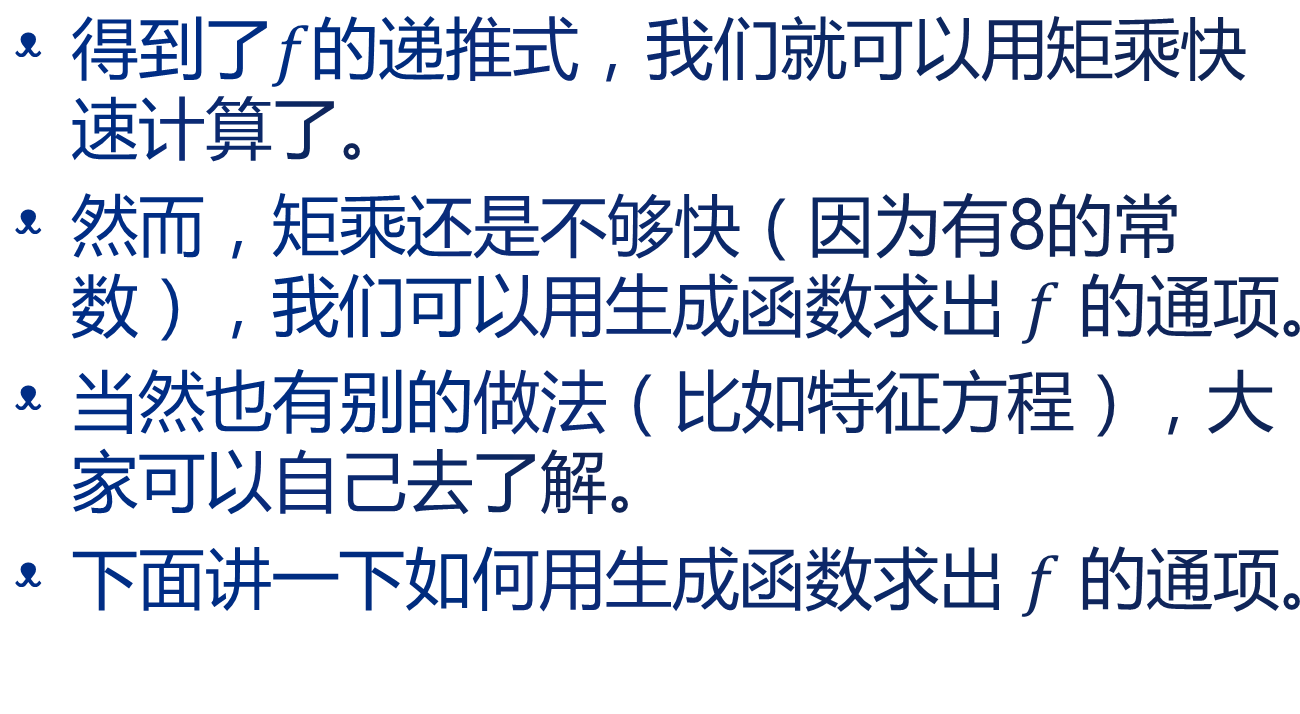 得到了f的递推式，我们就可以用矩乘快
速计算了。
然而，矩乘还是不够快（因为有8的常
数），我们可以用生成函数求出 f 的通项。
当然也有别的做法（比如特征方程），大
家可以自己去了解。
下面讲一下如何用生成函数求出 f 的通项。